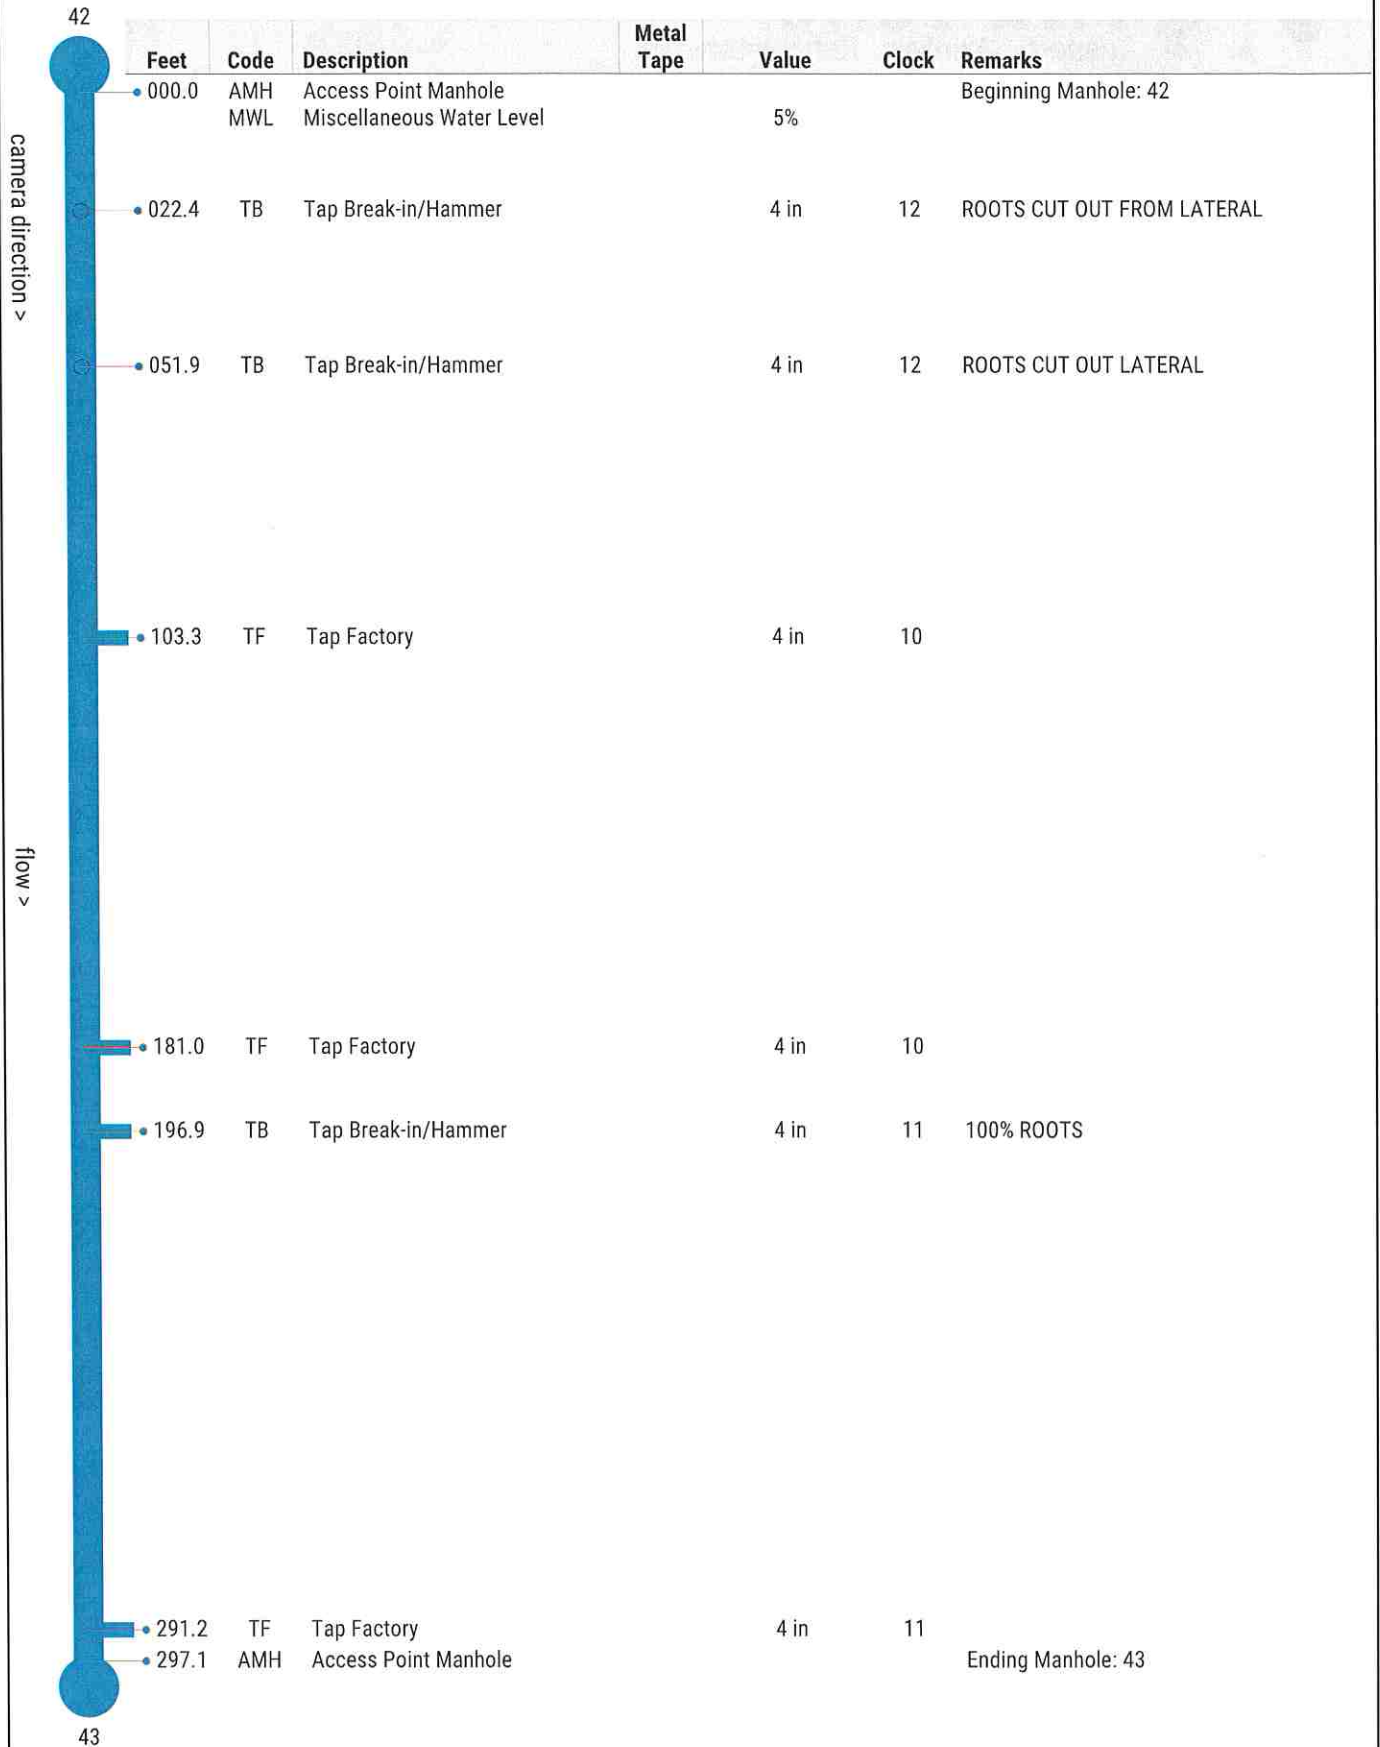 42
Feet Code Description Metal Tape Value Clock Remarks
000.0 AMH Access Point Manhole Beginning Manhole: 42
MWL Miscellaneous Water Level 5%
camera direction >
022.4 TB Tap Break-in/Hammer 4 in 12 ROOTS CUT OUT FROM LATERAL
051.9 TB Tap Break-in/Hammer 4 in 12 ROOTS CUT OUT LATERAL
103.3 TF Tap Factory 4 in 10
flow >
181.0 TF Tap Factory 4 in 10
196.9 TB Tap Break-in/Hammer 4 in 11 100% ROOTS
291.2 TF Tap Factory 4 in 11
297.1 AMH Access Point Manhole Ending Manhole: 43
43